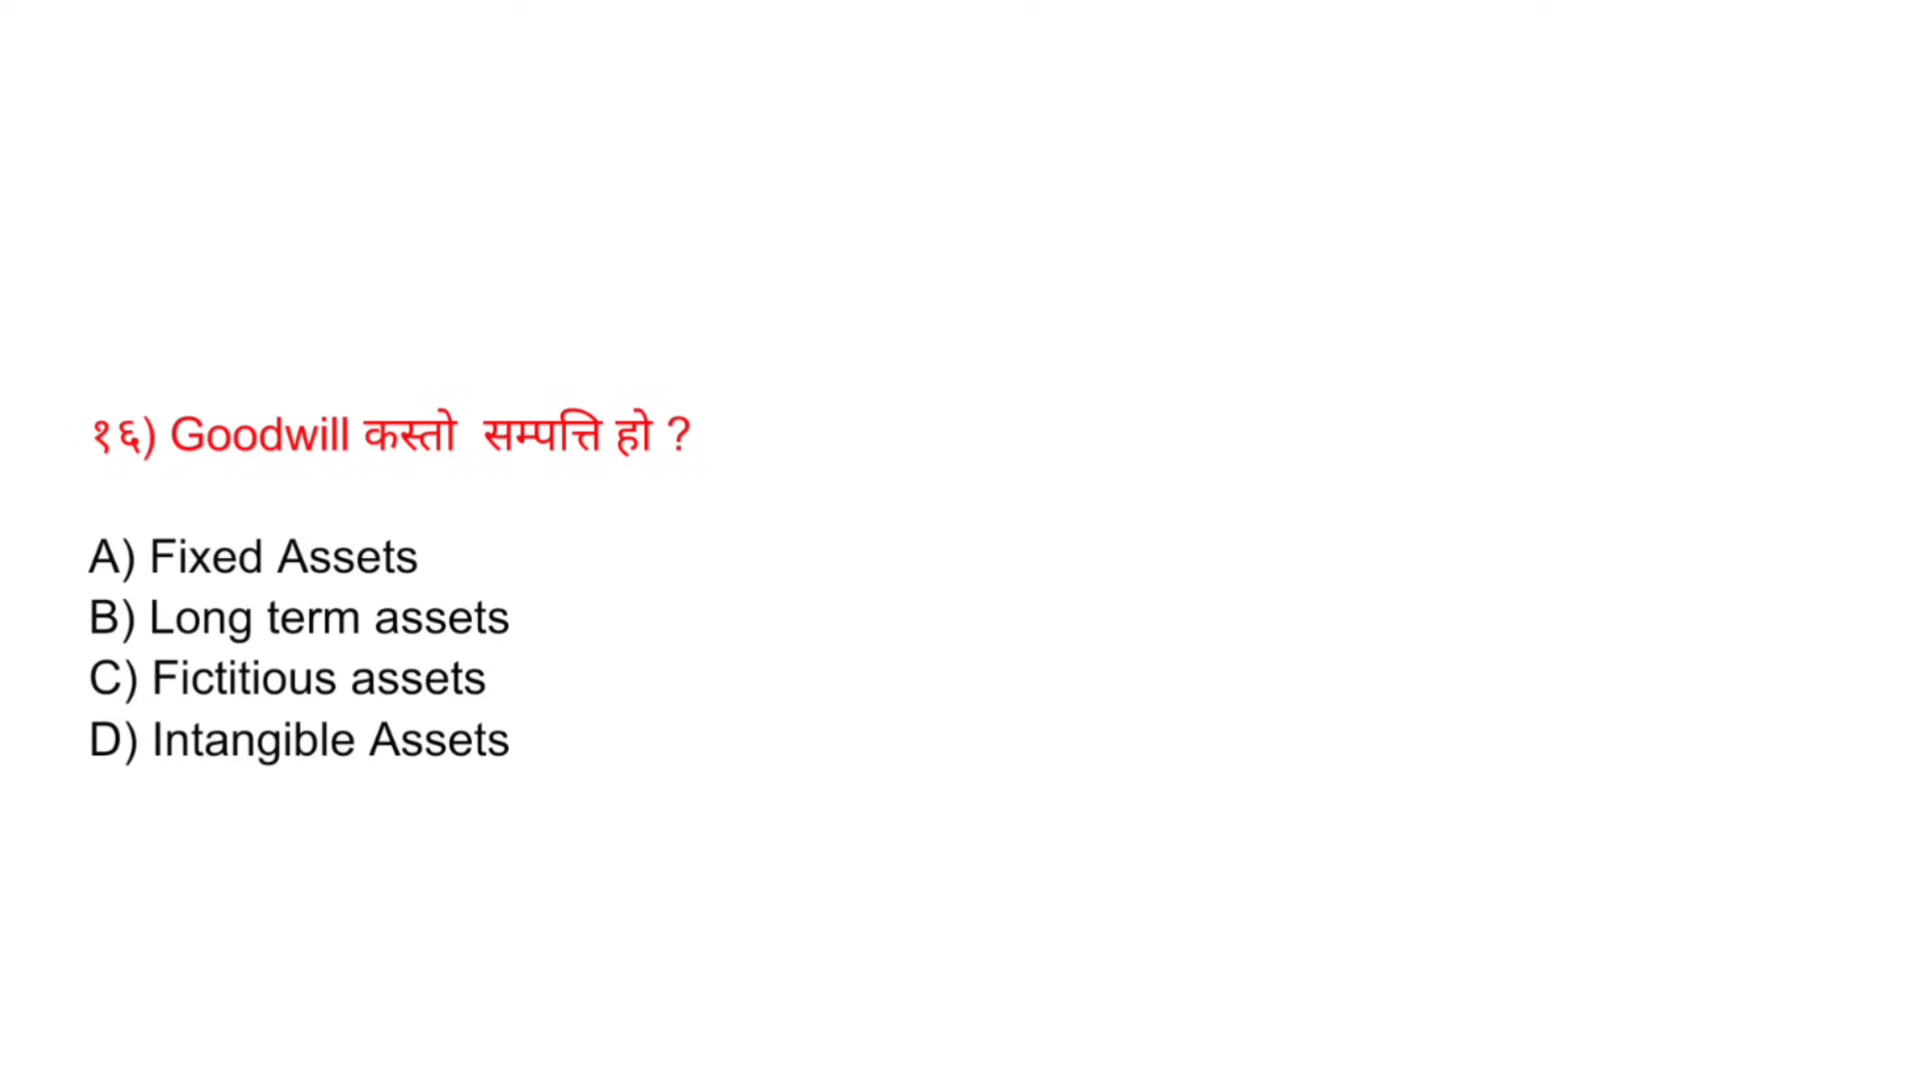 १६) Goodwill कस्तो सम्पत्ति हो ?
A) Fixed Assets
B) Long term assets
C) Fictitious assets
D) Intangible Assets